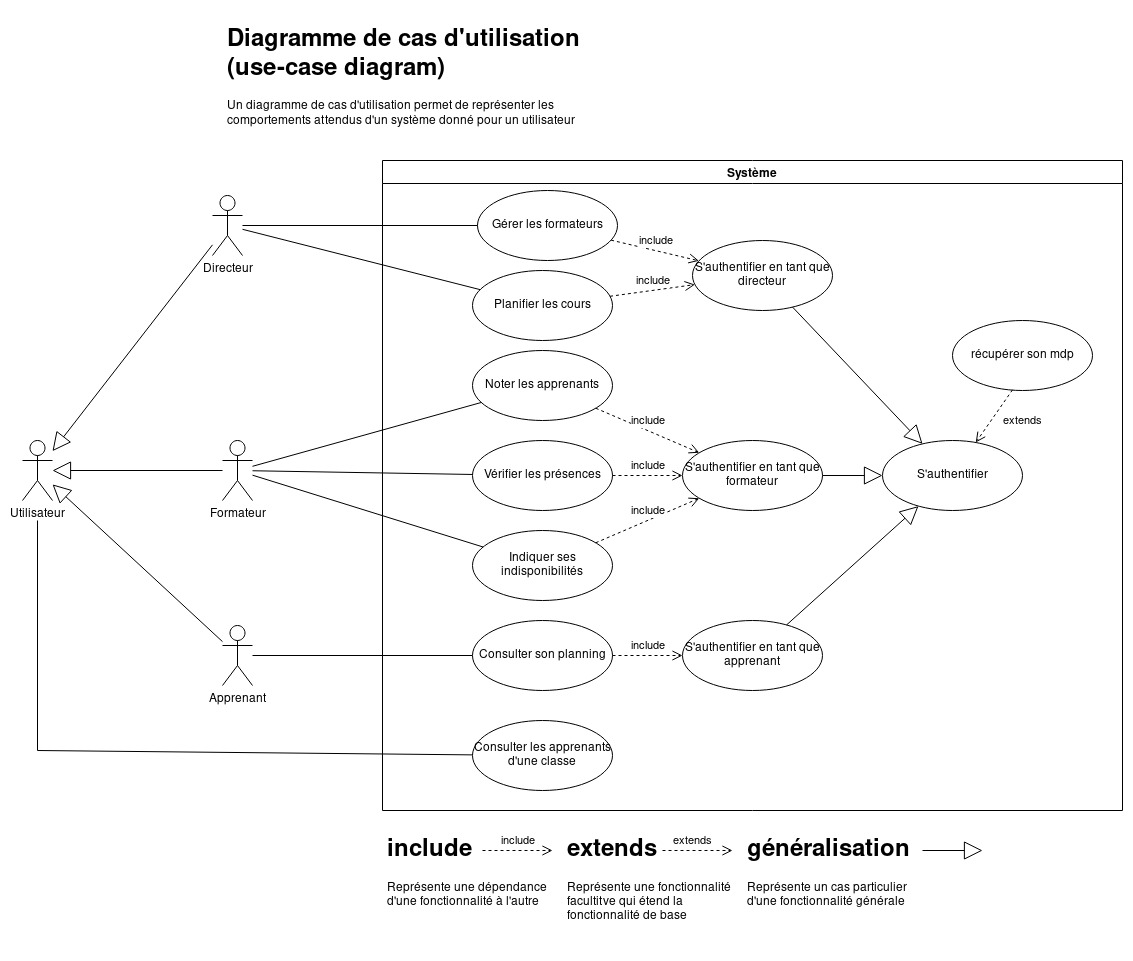 Diagramme de cas d'utilisation
(use-case diagram)
Un diagramme de cas d'utilisation permet de représenter les
comportements attendus d'un système donné pour un utilisateur
Système
Directeur
Gérer les formateurs
include
S'authentifier en tant que
directeur
include
Planifier les cours
récupérer son mdp
Noter les apprenants
include
extends
Utilisateur
Formateur
Vérifier les présences
include
S'authentifier en tant que
formateur
S'authentifier
include
Indiquer ses
indisponibilités
Apprenant
Consulter son planning
include
S'authentifier en tant que
apprenant
Consulter les apprenants
d'une classe
include
include
extends
extends
généralisation
Représente une dépendance
d'une fonctionnalité à l'autre
Représente une fonctionnalité
facultitve qui étend la
fonctionnalité de base
Représente un cas particulier
d'une fonctionnalité générale